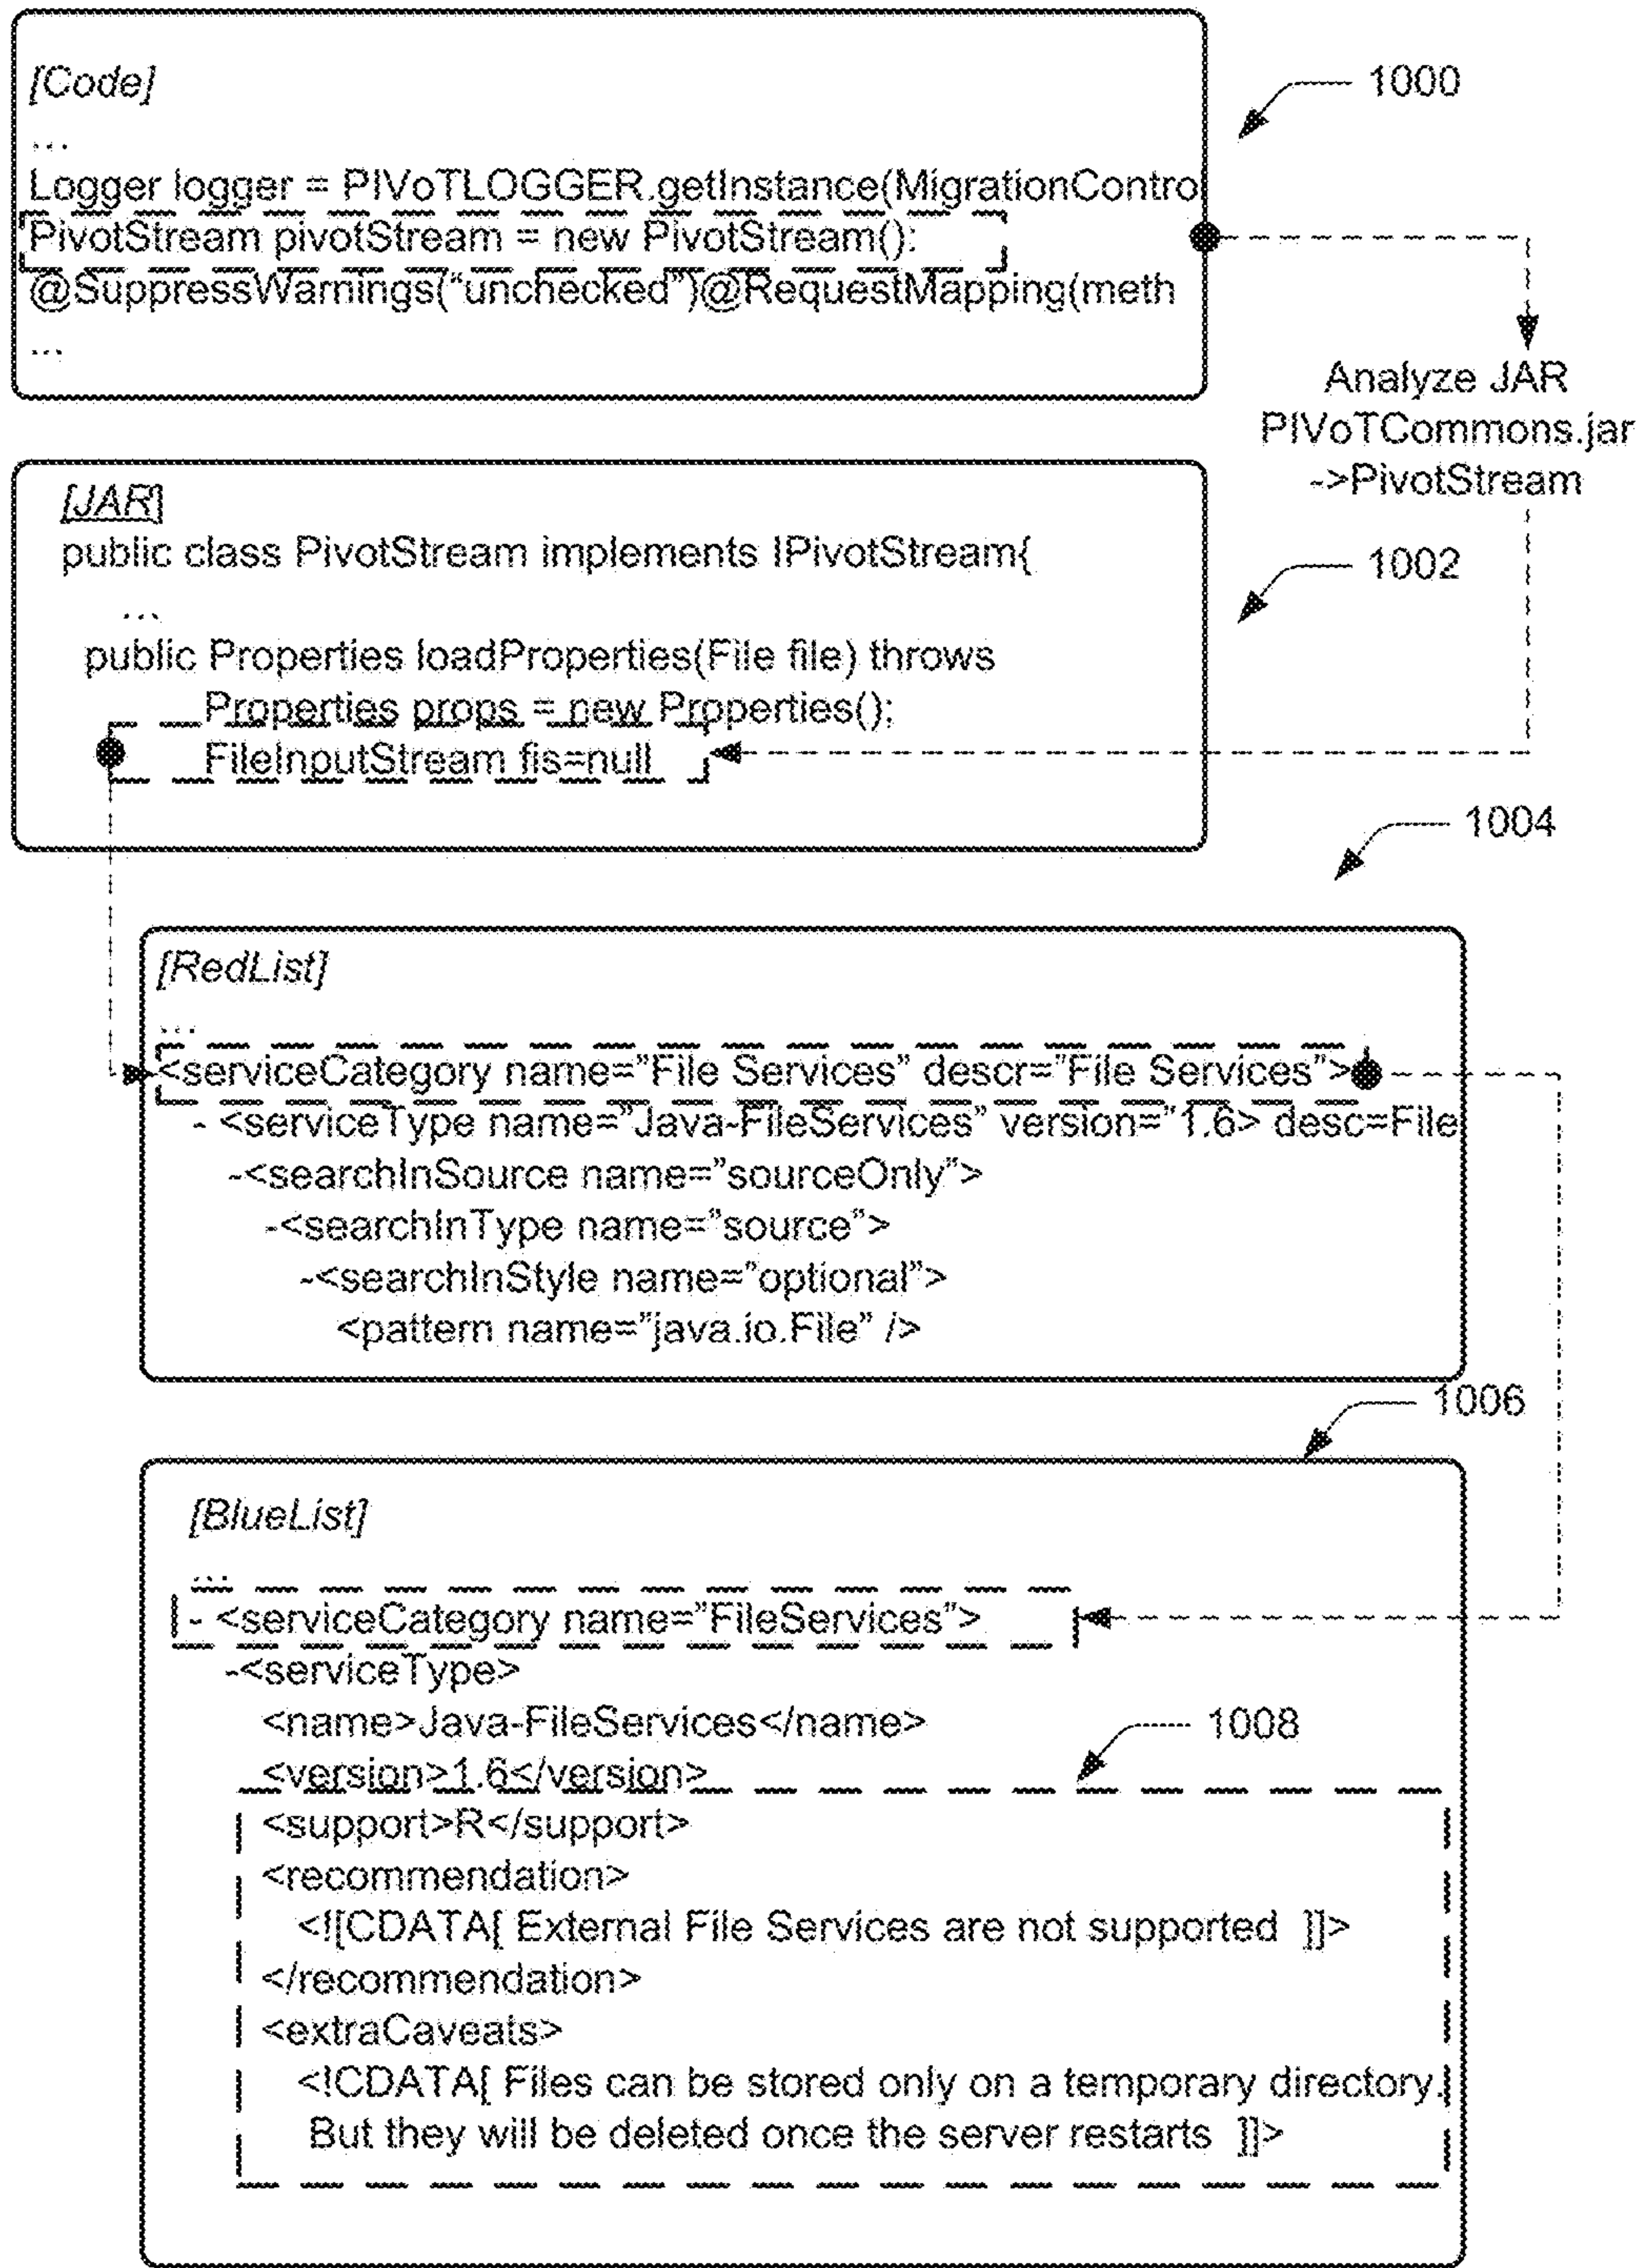 [Code]
...
Logger logger = PIVoTLOGGER.getInstance(MigrationControl
PivotStream pivotStream = new PivotStream():
@SuppressWarnings("unchecked")@RequestMapping(meth
...
1000
Analyze JAR
PIVoTCommons.jar
->PivotStream
[JAR]
public class PivotStream implements IPivotStream{
...
public Properties loadProperties(File file) throws
Properties props = new Properties();
FileInputStream fis=null
1002
1004
[RedList]
...
<serviceCategory name="File Services" descr="File Services">
- <serviceType name="Java-FileServices" version="1.6> desc=File
-<searchInSource name="sourceOnly">
-<searchInType name="source">
-<searchInStyle name="optional">
<pattern name="java.io.File" />
1006
[BlueList]
...
- <serviceCategory name="FileServices">
-<serviceType>
<name>Java-FileServices</name>
<version>1.6</version>
1008
<support>R</support>
<recommendation>
<![CDATA[ External File Services are not supported ]]>
</recommendation>
<extraCaveats>
<!CDATA[ Files can be stored only on a temporary directory.
But they will be deleted once the server restarts ]]>